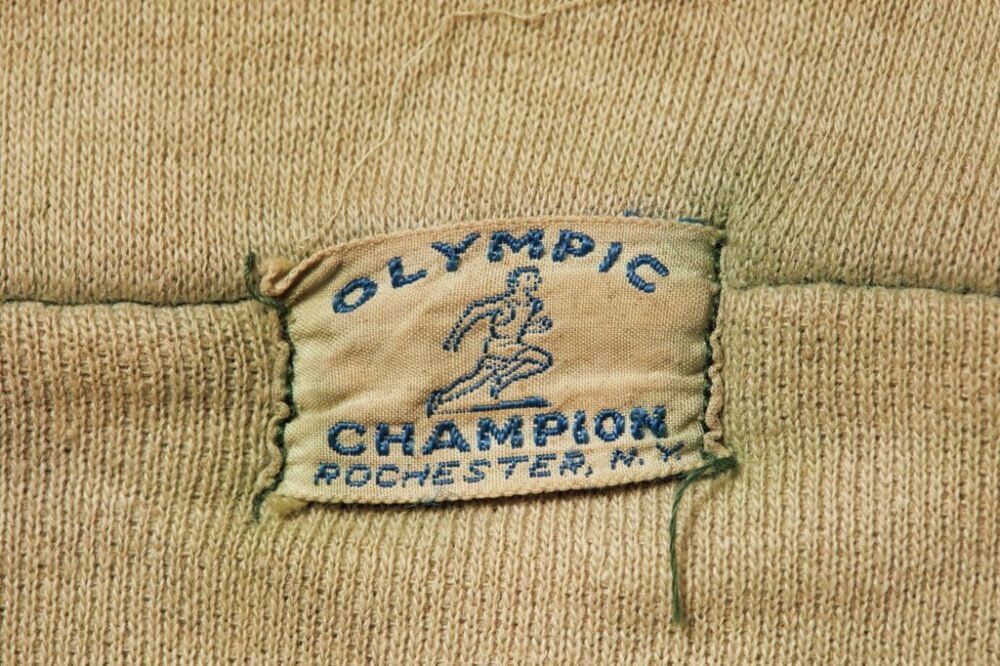 OLYMPIC
CHAMPION
ROCHESTER, N.Y.